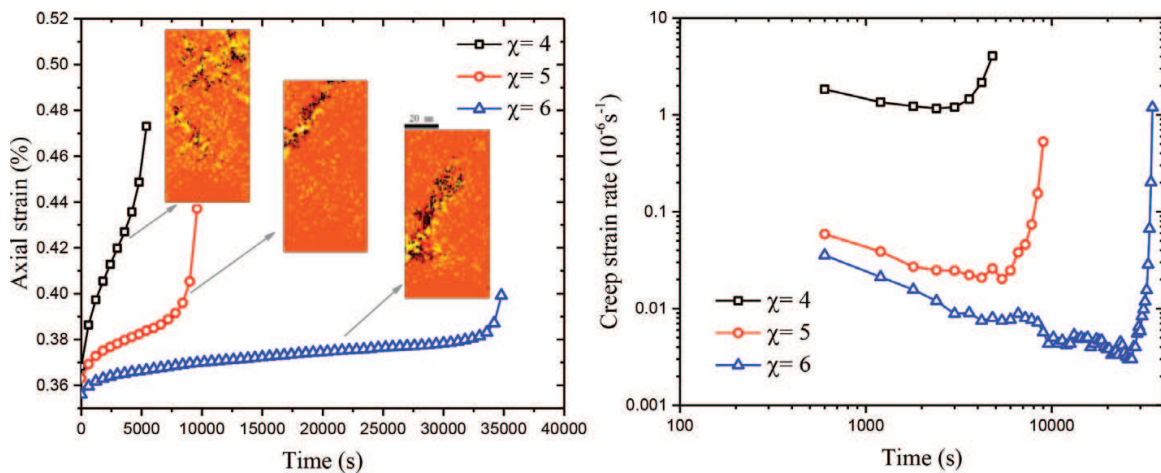 0.52
0.50
0.48
0.46
0.44
0.42
0.40
0.38
0.36
Axial strain (%)
0
5000
10000
15000
20000
25000
30000
35000
40000
Time (s)
χ= 4
χ= 5
χ= 6
20
10
1
0.1
0.01
0.001
Creep strain rate (10⁻⁶s⁻¹)
100
1000
10000
Time (s)
χ= 4
χ= 5
χ= 6